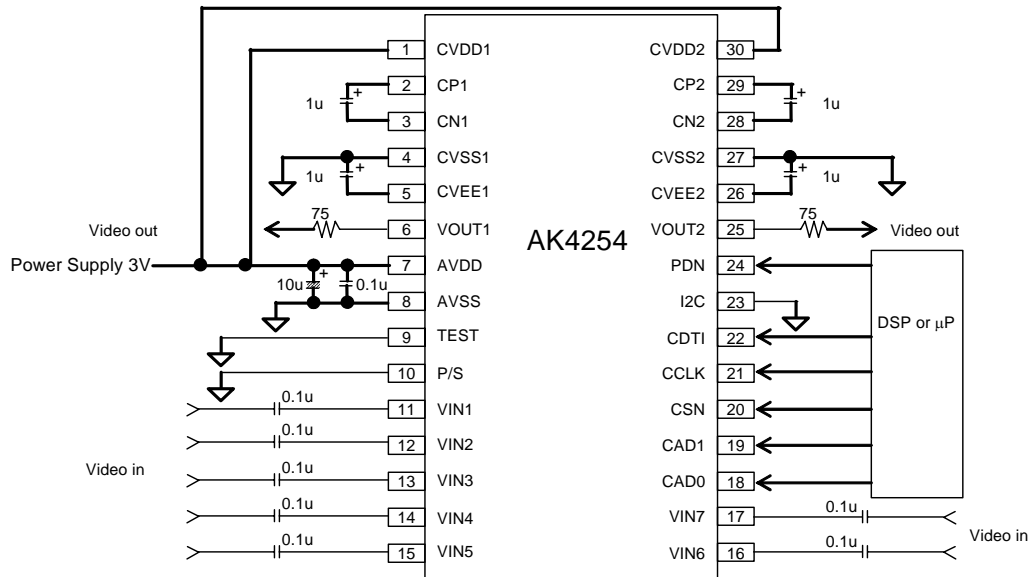 1 CVDD1 CVDD2 30
1u + 2 CP1 CP2 29 + 1u
3 CN1 CN2 28
4 CVSS1 CVSS2 27
1u + 5 CVEE1 CVEE2 26 + 1u
75 75
Video out 6 VOUT1 VOUT2 25 Video out
AK4254
Power Supply 3V 7 AVDD PDN 24
10u + 0.1u
8 AVSS I2C 23
DSP or µP
9 TEST CDTI 22
10 P/S CCLK 21
0.1u 11 VIN1 CSN 20
0.1u 12 VIN2 CAD1 19
Video in
0.1u 13 VIN3 CAD0 18
0.1u 14 VIN4 VIN7 17 0.1u
Video in
0.1u 15 VIN5 VIN6 16 0.1u